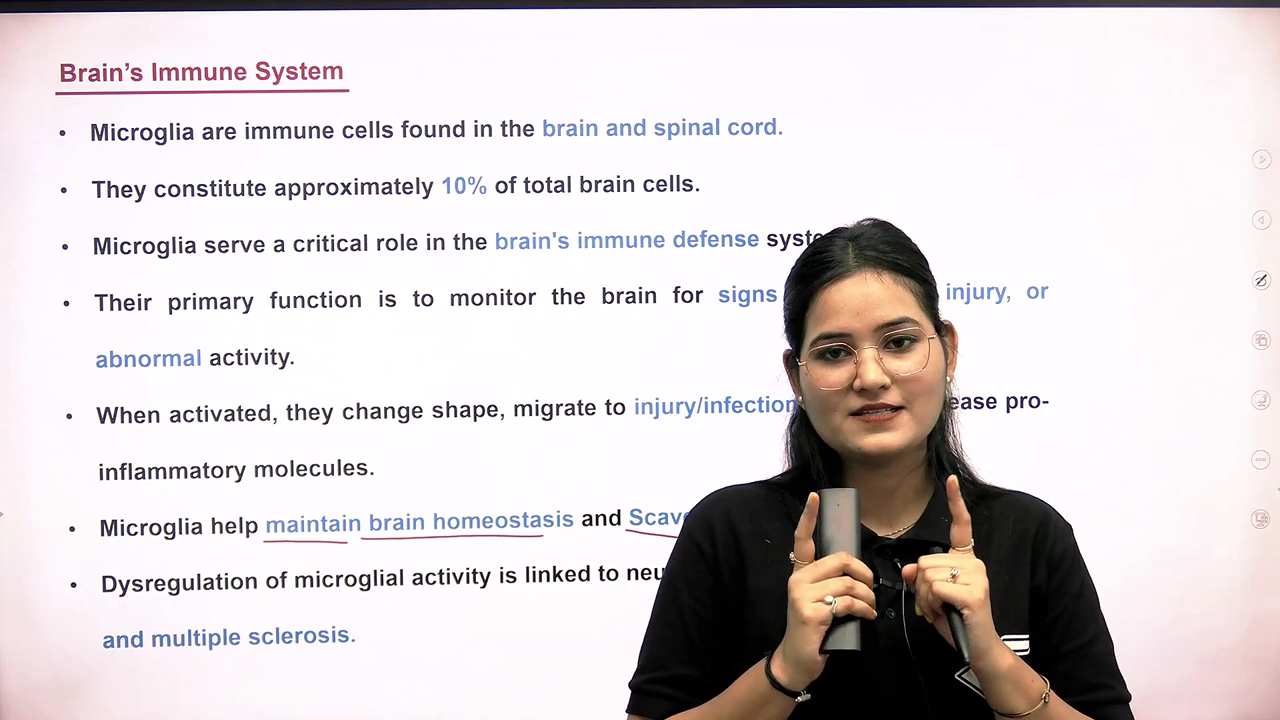 Brain's Immune System
• Microglia are immune cells found in the brain and spinal cord.
• They constitute approximately 10% of total brain cells.
• Microglia serve a critical role in the brain's immune defense
• Their primary function is to monitor the brain for signs injury, or
abnormal activity.
• When activated, they change shape, migrate to injury/infection pro-
inflammatory molecules.
• Microglia help maintain brain homeostasis and
• Dysregulation of microglial activity is linked to
and multiple sclerosis.